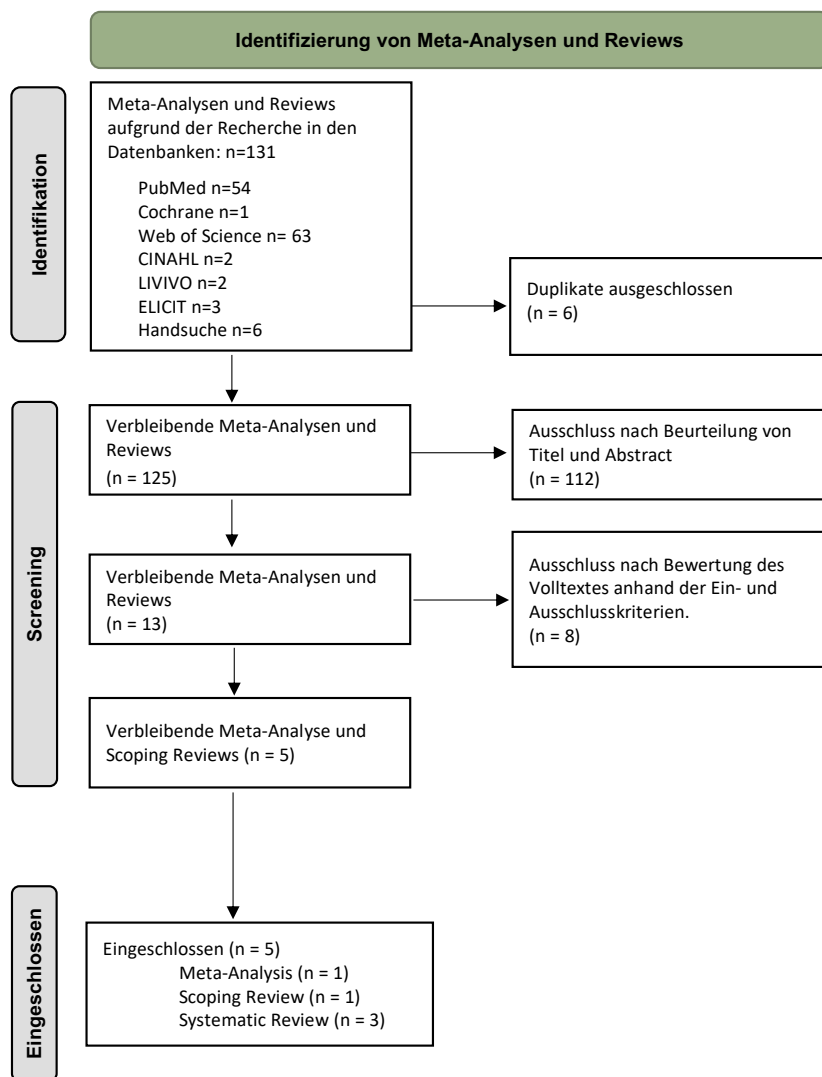 Identifizierung von Meta-Analysen und Reviews
Identifikation
Meta-Analysen und Reviews
aufgrund der Recherche in den
Datenbanken: n=131
PubMed n=54
Cochrane n=1
Web of Science n= 63
CINAHL n=2
LIVIVO n=2
ELICIT n=3
Handsuche n=6
Duplikate ausgeschlossen
(n = 6)
Screening
Verbleibende Meta-Analysen und
Reviews
(n = 125)
Ausschluss nach Beurteilung von
Titel und Abstract
(n = 112)
Verbleibende Meta-Analysen und
Reviews
(n = 13)
Ausschluss nach Bewertung des
Volltextes anhand der Ein- und
Ausschlusskriterien.
(n = 8)
Verbleibende Meta-Analyse und
Scoping Reviews (n = 5)
Eingeschlossen
Eingeschlossen (n = 5)
Meta-Analysis (n = 1)
Scoping Review (n = 1)
Systematic Review (n = 3)